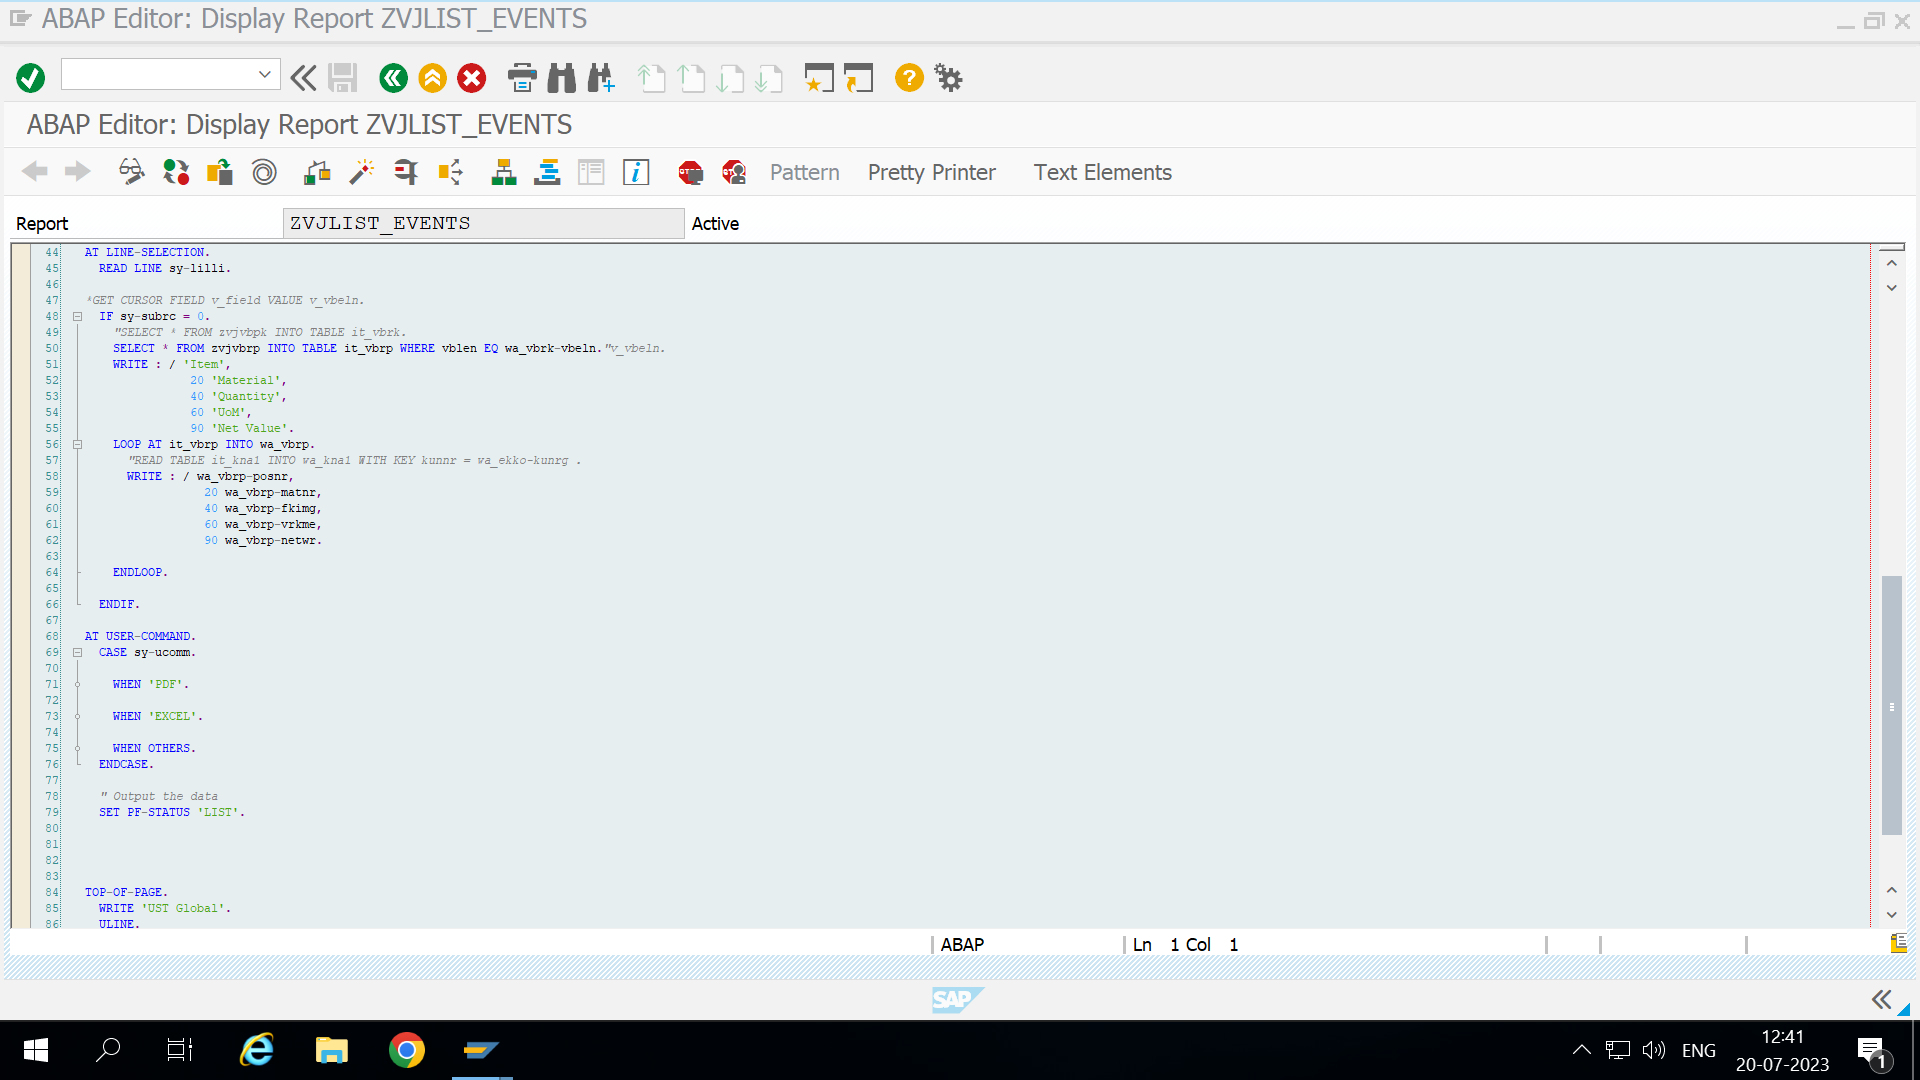 ABAP Editor: Display Report ZVJLIST_EVENTS
ABAP Editor: Display Report ZVJLIST_EVENTS
Pattern Pretty Printer Text Elements
Report ZVJLIST_EVENTS Active
44 AT LINE-SELECTION.
45 READ LINE sy-lilli.
46
47 *GET CURSOR FIELD v_field VALUE v_vbeln.
48 IF sy-subrc = 0.
49 "SELECT * FROM zvjvbpk INTO TABLE it_vbrk.
50 SELECT * FROM zvjvbrp INTO TABLE it_vbrp WHERE vblen EQ wa_vbrk-vbeln."v_vbeln.
51 WRITE : / 'Item',
52 20 'Material',
53 40 'Quantity',
54 60 'UoM',
55 90 'Net Value'.
56 LOOP AT it_vbrp INTO wa_vbrp.
57 "READ TABLE it_kna1 INTO wa_kna1 WITH KEY kunnr = wa_ekko-kunrg .
58 WRITE : / wa_vbrp-posnr,
59 20 wa_vbrp-matnr,
60 40 wa_vbrp-fkimg,
61 60 wa_vbrp-vrkme,
62 90 wa_vbrp-netwr.
63
64 ENDLOOP.
65
66 ENDIF.
67
68 AT USER-COMMAND.
69 CASE sy-ucomm.
70
71 WHEN 'PDF'.
72
73 WHEN 'EXCEL'.
74
75 WHEN OTHERS.
76 ENDCASE.
77
78 " Output the data
79 SET PF-STATUS 'LIST'.
80
81
82
83
84 TOP-OF-PAGE.
85 WRITE 'UST Global'.
86 ULINE.
ABAP Ln 1 Col 1
SAP
ENG 12:41
20-07-2023 1